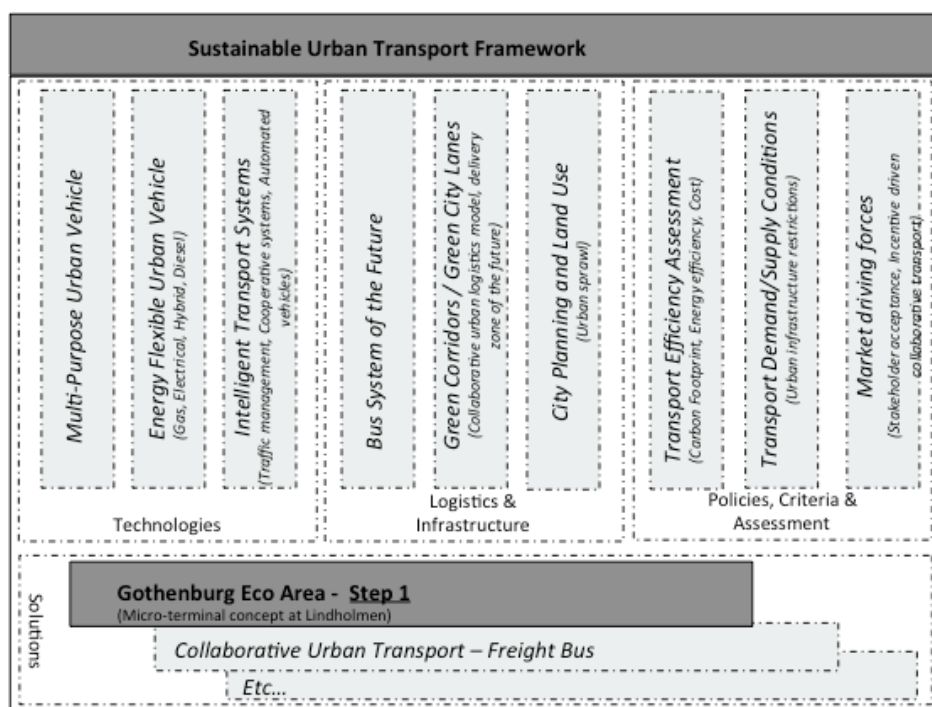 Sustainable Urban Transport Framework
Multi-Purpose Urban Vehicle
Energy Flexible Urban Vehicle
(Gas, Electrical, Hybrid, Diesel)
Intelligent Transport Systems
(Traffic management, Cooperative systems, Automated
vehicles)
Technologies
Bus System of the Future
Green Corridors / Green City Lanes
(Collaborative urban logistics model, delivery
zone of the future)
City Planning and Land Use
(Urban sprawl)
Logistics &
Infrastructure
Transport Efficiency Assessment
(Carbon Footprint, Energy efficiency, Cost)
Transport Demand/Supply Conditions
(Urban infrastructure restrictions)
Market driving forces
(Stakeholder acceptance, Incentive driven
collaborative transport)
Policies, Criteria &
Assessment
Solutions
Gothenburg Eco Area - Step 1
(Micro-terminal concept at Lindholmen)
Collaborative Urban Transport – Freight Bus
Etc...